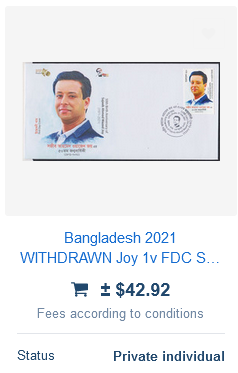 Bangladesh 2021
WITHDRAWN Joy 1v FDC S...
± $42.92
Fees according to conditions
Status Private individual